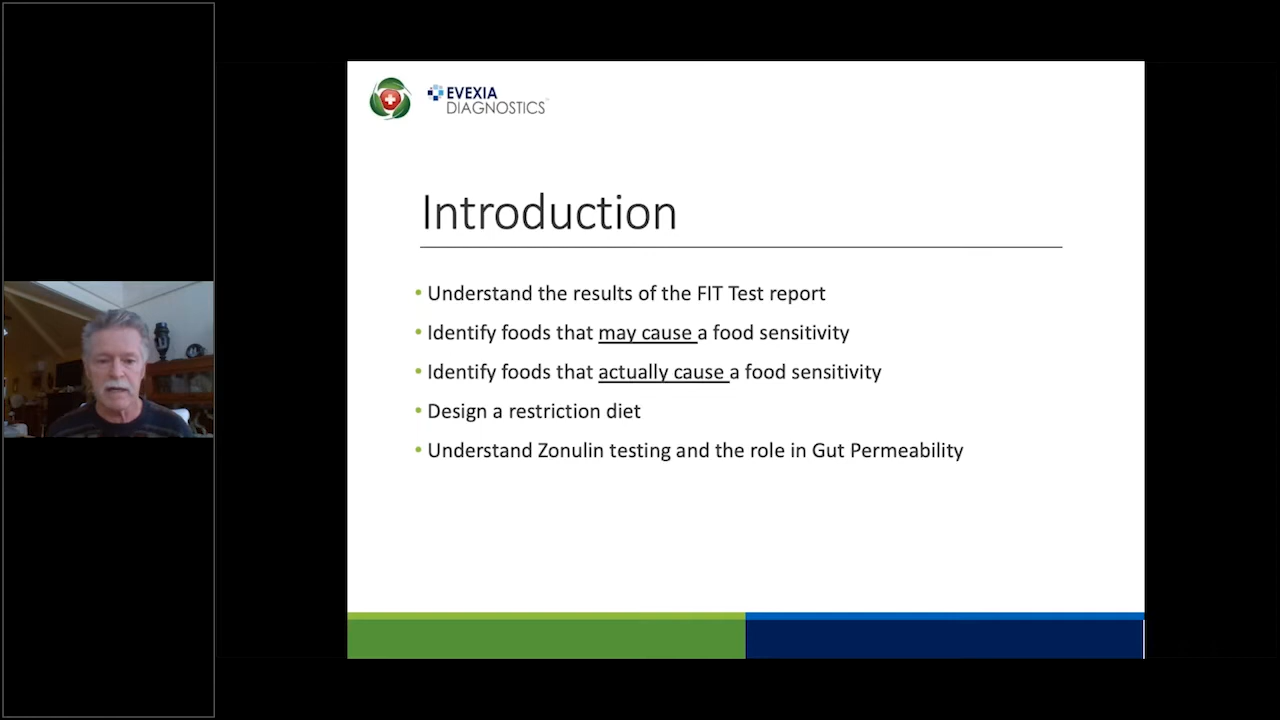 EVEXIA
DIAGNOSTICS
Introduction
• Understand the results of the FIT Test report
• Identify foods that may cause a food sensitivity
• Identify foods that actually cause a food sensitivity
• Design a restriction diet
• Understand Zonulin testing and the role in Gut Permeability